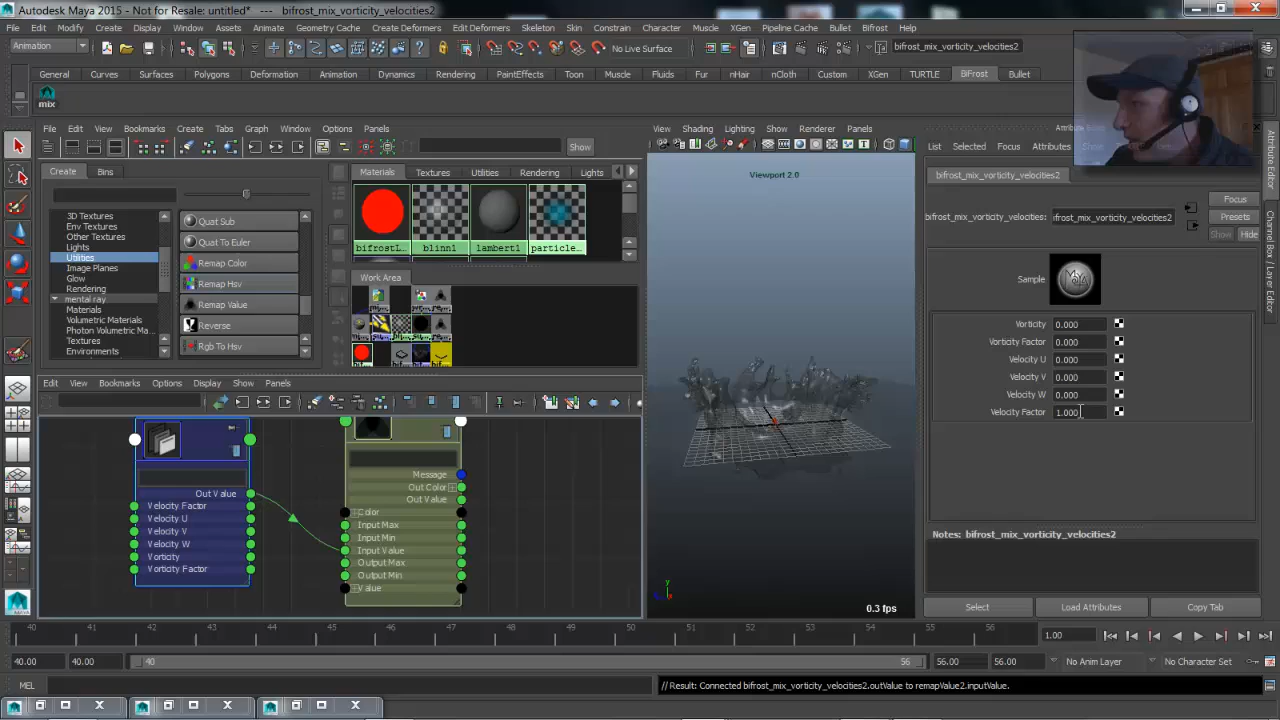 Autodesk Maya 2015 - Not for Resale: untitled* --- bifrost_mix_vorticity_velocities2
File Edit Modify Create Display Window Assets Animate Geometry Cache Create Deformers Edit Deformers Skeleton Skin Constrain Character Muscle XGen Pipeline Cache Bullet Bifrost Help
Animation No Live Surface bifrost_mix_vorticity_velocities2
General Curves Surfaces Polygons Deformation Animation Dynamics Rendering PaintEffects Toon Muscle Fluids Fur nHair nCloth Custom XGen TURTLE BiFrost Bullet
mix
File Edit View Bookmarks Create Tabs Graph Window Options Panels
View Shading Lighting Show Renderer Panels
List Selected Focus Attributes
Show
Create Bins
Materials Textures Utilities Rendering Lights
Viewport 2.0
bifrost_mix_vorticity_velocities2
3D Textures
Env Textures
Other Textures
Lights
Utilities
Image Planes
Glow
Rendering
mental ray
Materials
Volumetric Materials
Photon Volumetric Ma...
Textures
Environments
Quat Sub
Quat To Euler
Remap Color
Remap Hsv
Remap Value
Reverse
Rgb To Hsv
bifrostL... blinn1 lambert1 particle...
Work Area
bifrost_mix_vorticity_velocities: ifrost_mix_vorticity_velocities2
Focus
Presets
Show Hide
Sample
Vorticity 0.000
Vorticity Factor 0.000
Velocity U 0.000
Velocity V 0.000
Velocity W 0.000
Velocity Factor 1.000
Edit View Bookmarks Options Display Show Panels
Out Value
Velocity Factor
Velocity U
Velocity V
Velocity W
Vorticity
Vorticity Factor
Message
Out Color
Out Value
Color
Input Max
Input Min
Input Value
Output Max
Output Min
Value
y
0.3 fps
Notes: bifrost_mix_vorticity_velocities2
Select Load Attributes Copy Tab
40 41 42 43 44 45 46 47 48 49 50 51 52 53 54 55 56 1.00
40.00 40.00 40 56 56.00 56.00 No Anim Layer No Character Set
MEL // Result: Connected bifrost_mix_vorticity_velocities2.outValue to remapValue2.inputValue.